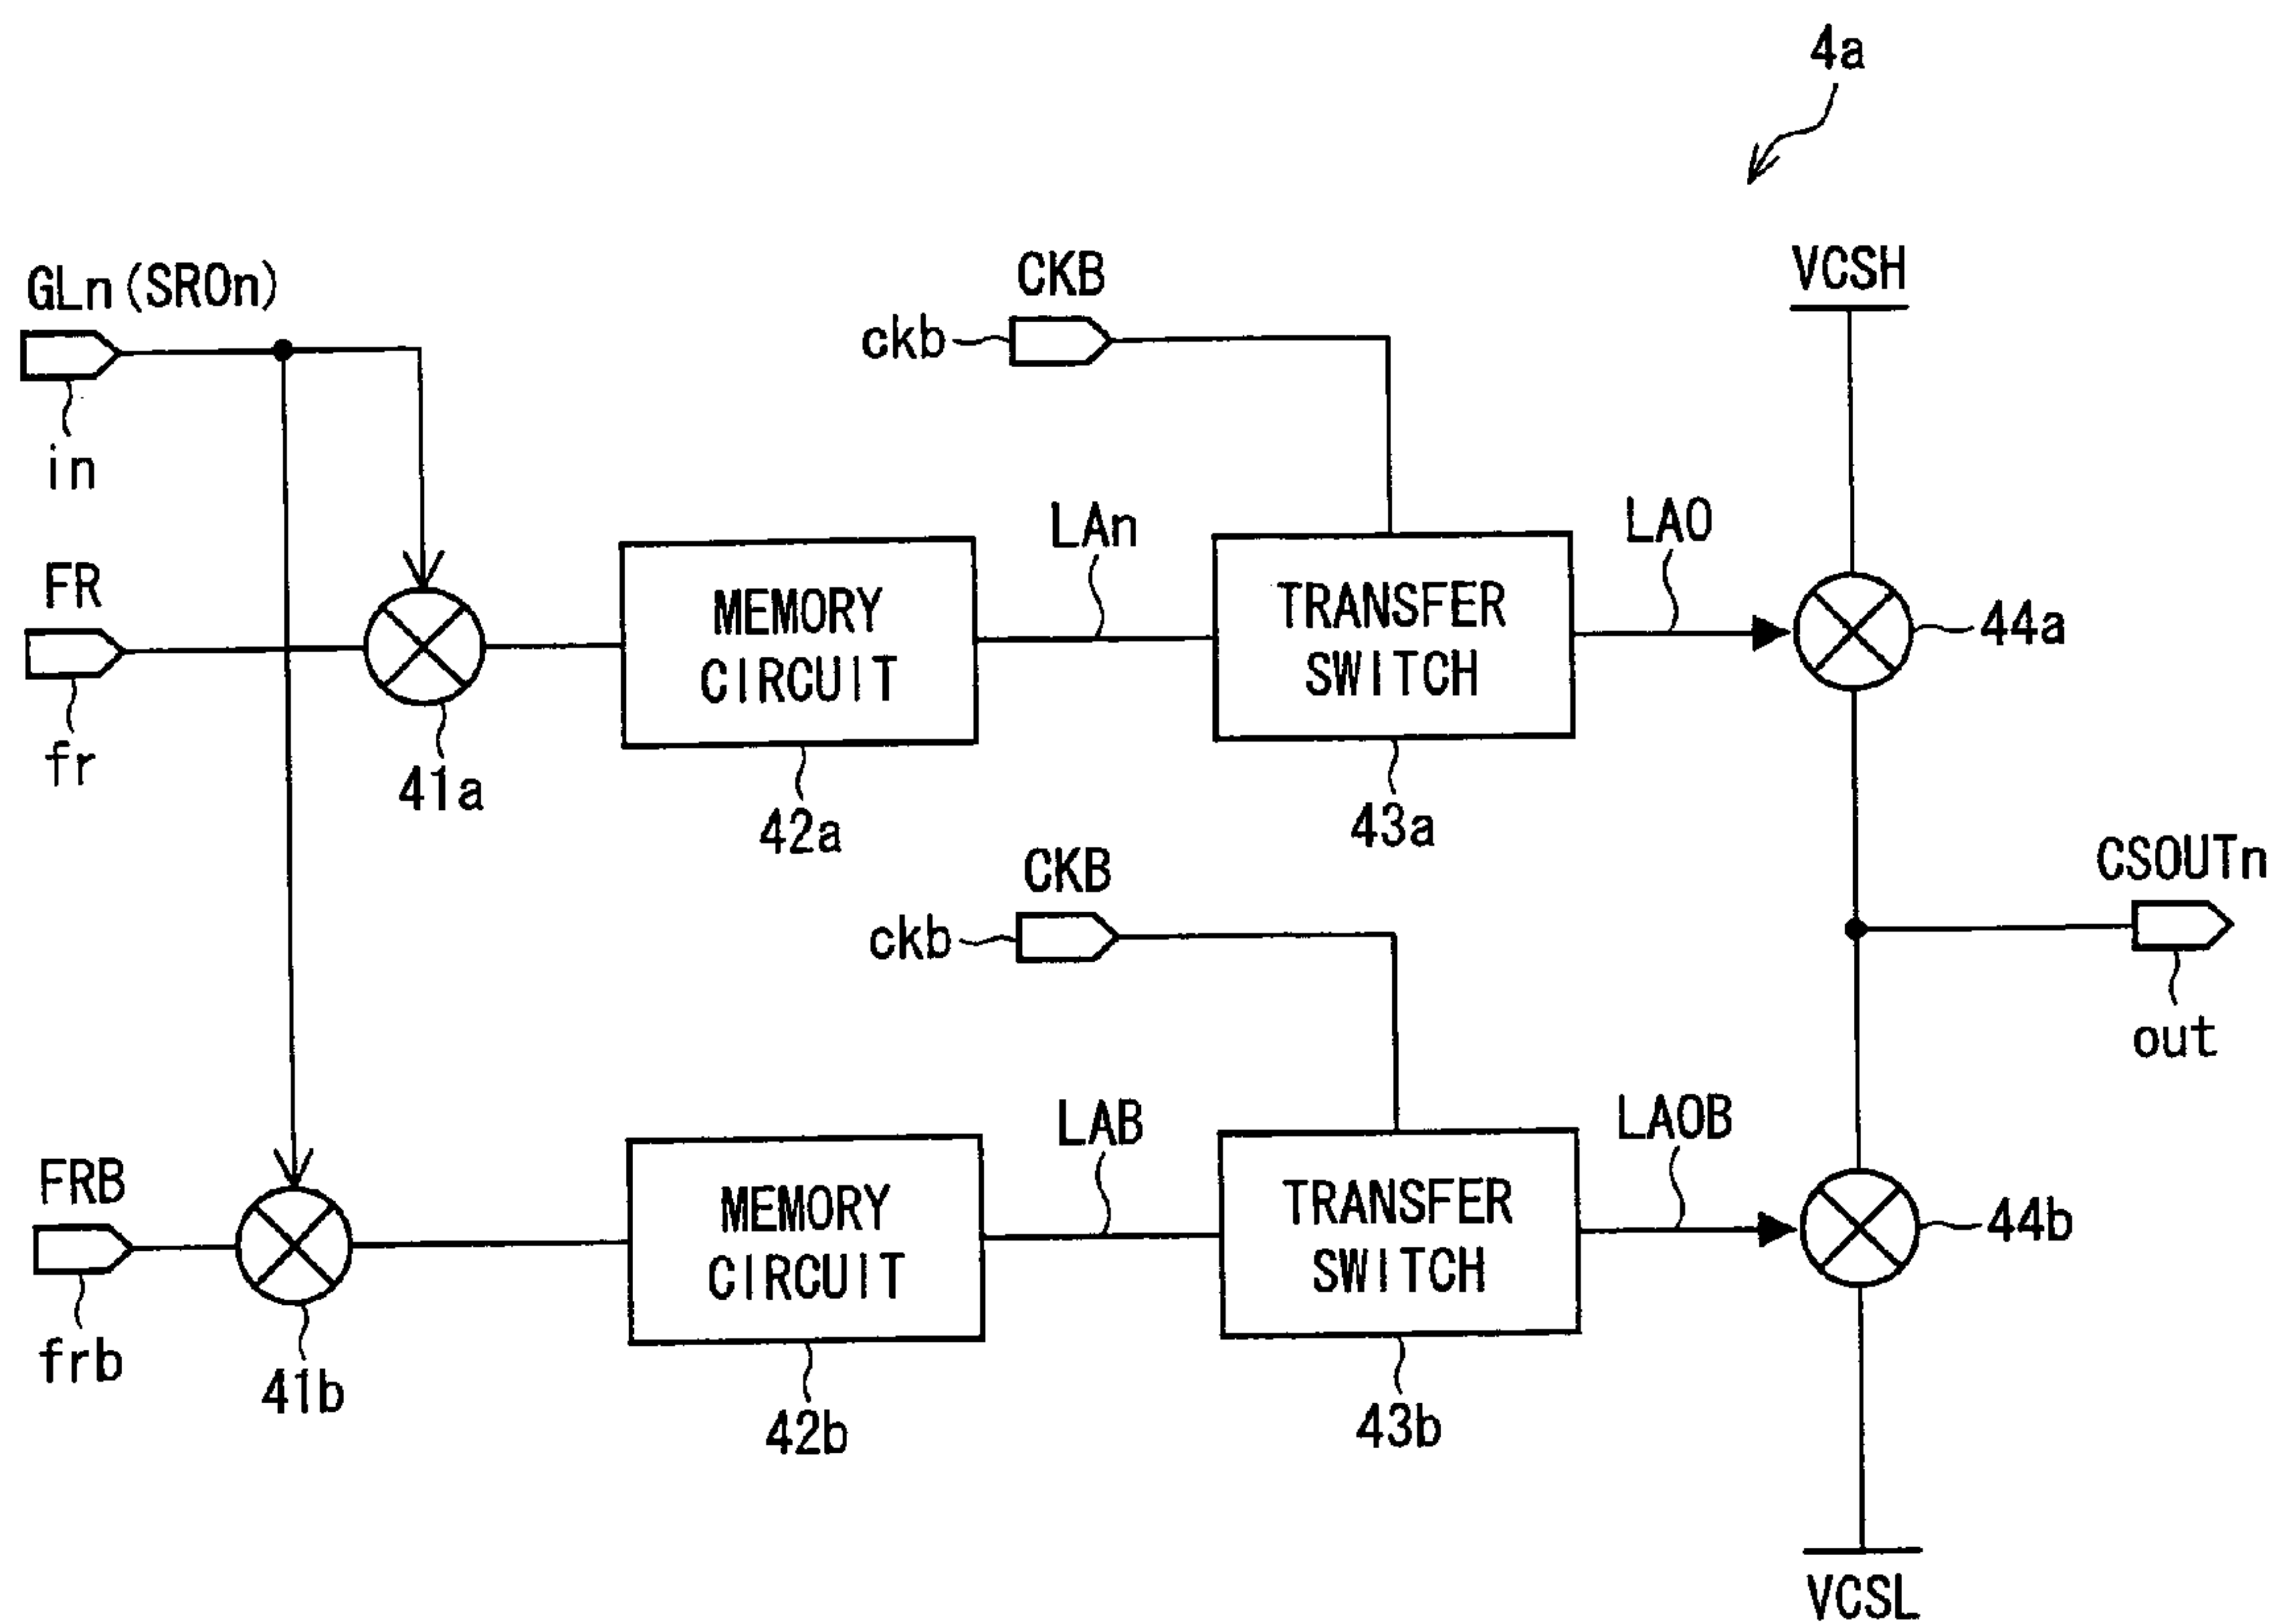 4a
VCSH
CKB
GLn(SROn)
ckb
in
LAn
LAO
FR
MEMORY
CIRCUIT
TRANSFER
SWITCH
44a
fr
41a
42a
43a
CKB
CSOUTn
ckb
out
LAB
LAOB
FRB
MEMORY
CIRCUIT
TRANSFER
SWITCH
44b
frb
41b
42b
43b
VCSL